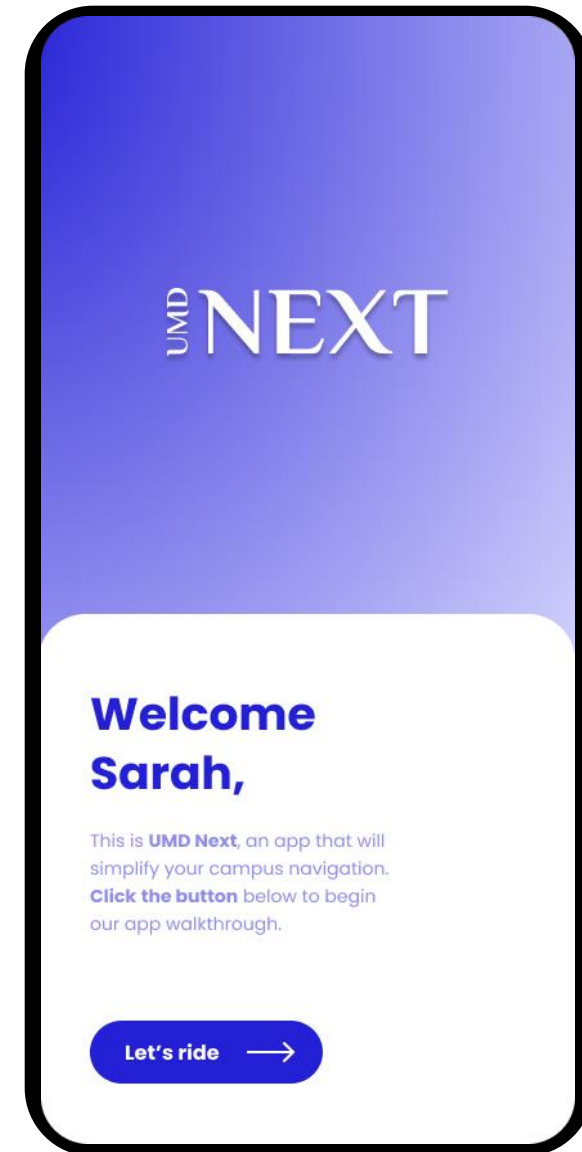 UMD NEXT
Welcome
Sarah,
This is UMD Next, an app that will
simplify your campus navigation.
Click the button below to begin
our app walkthrough.
Let’s ride